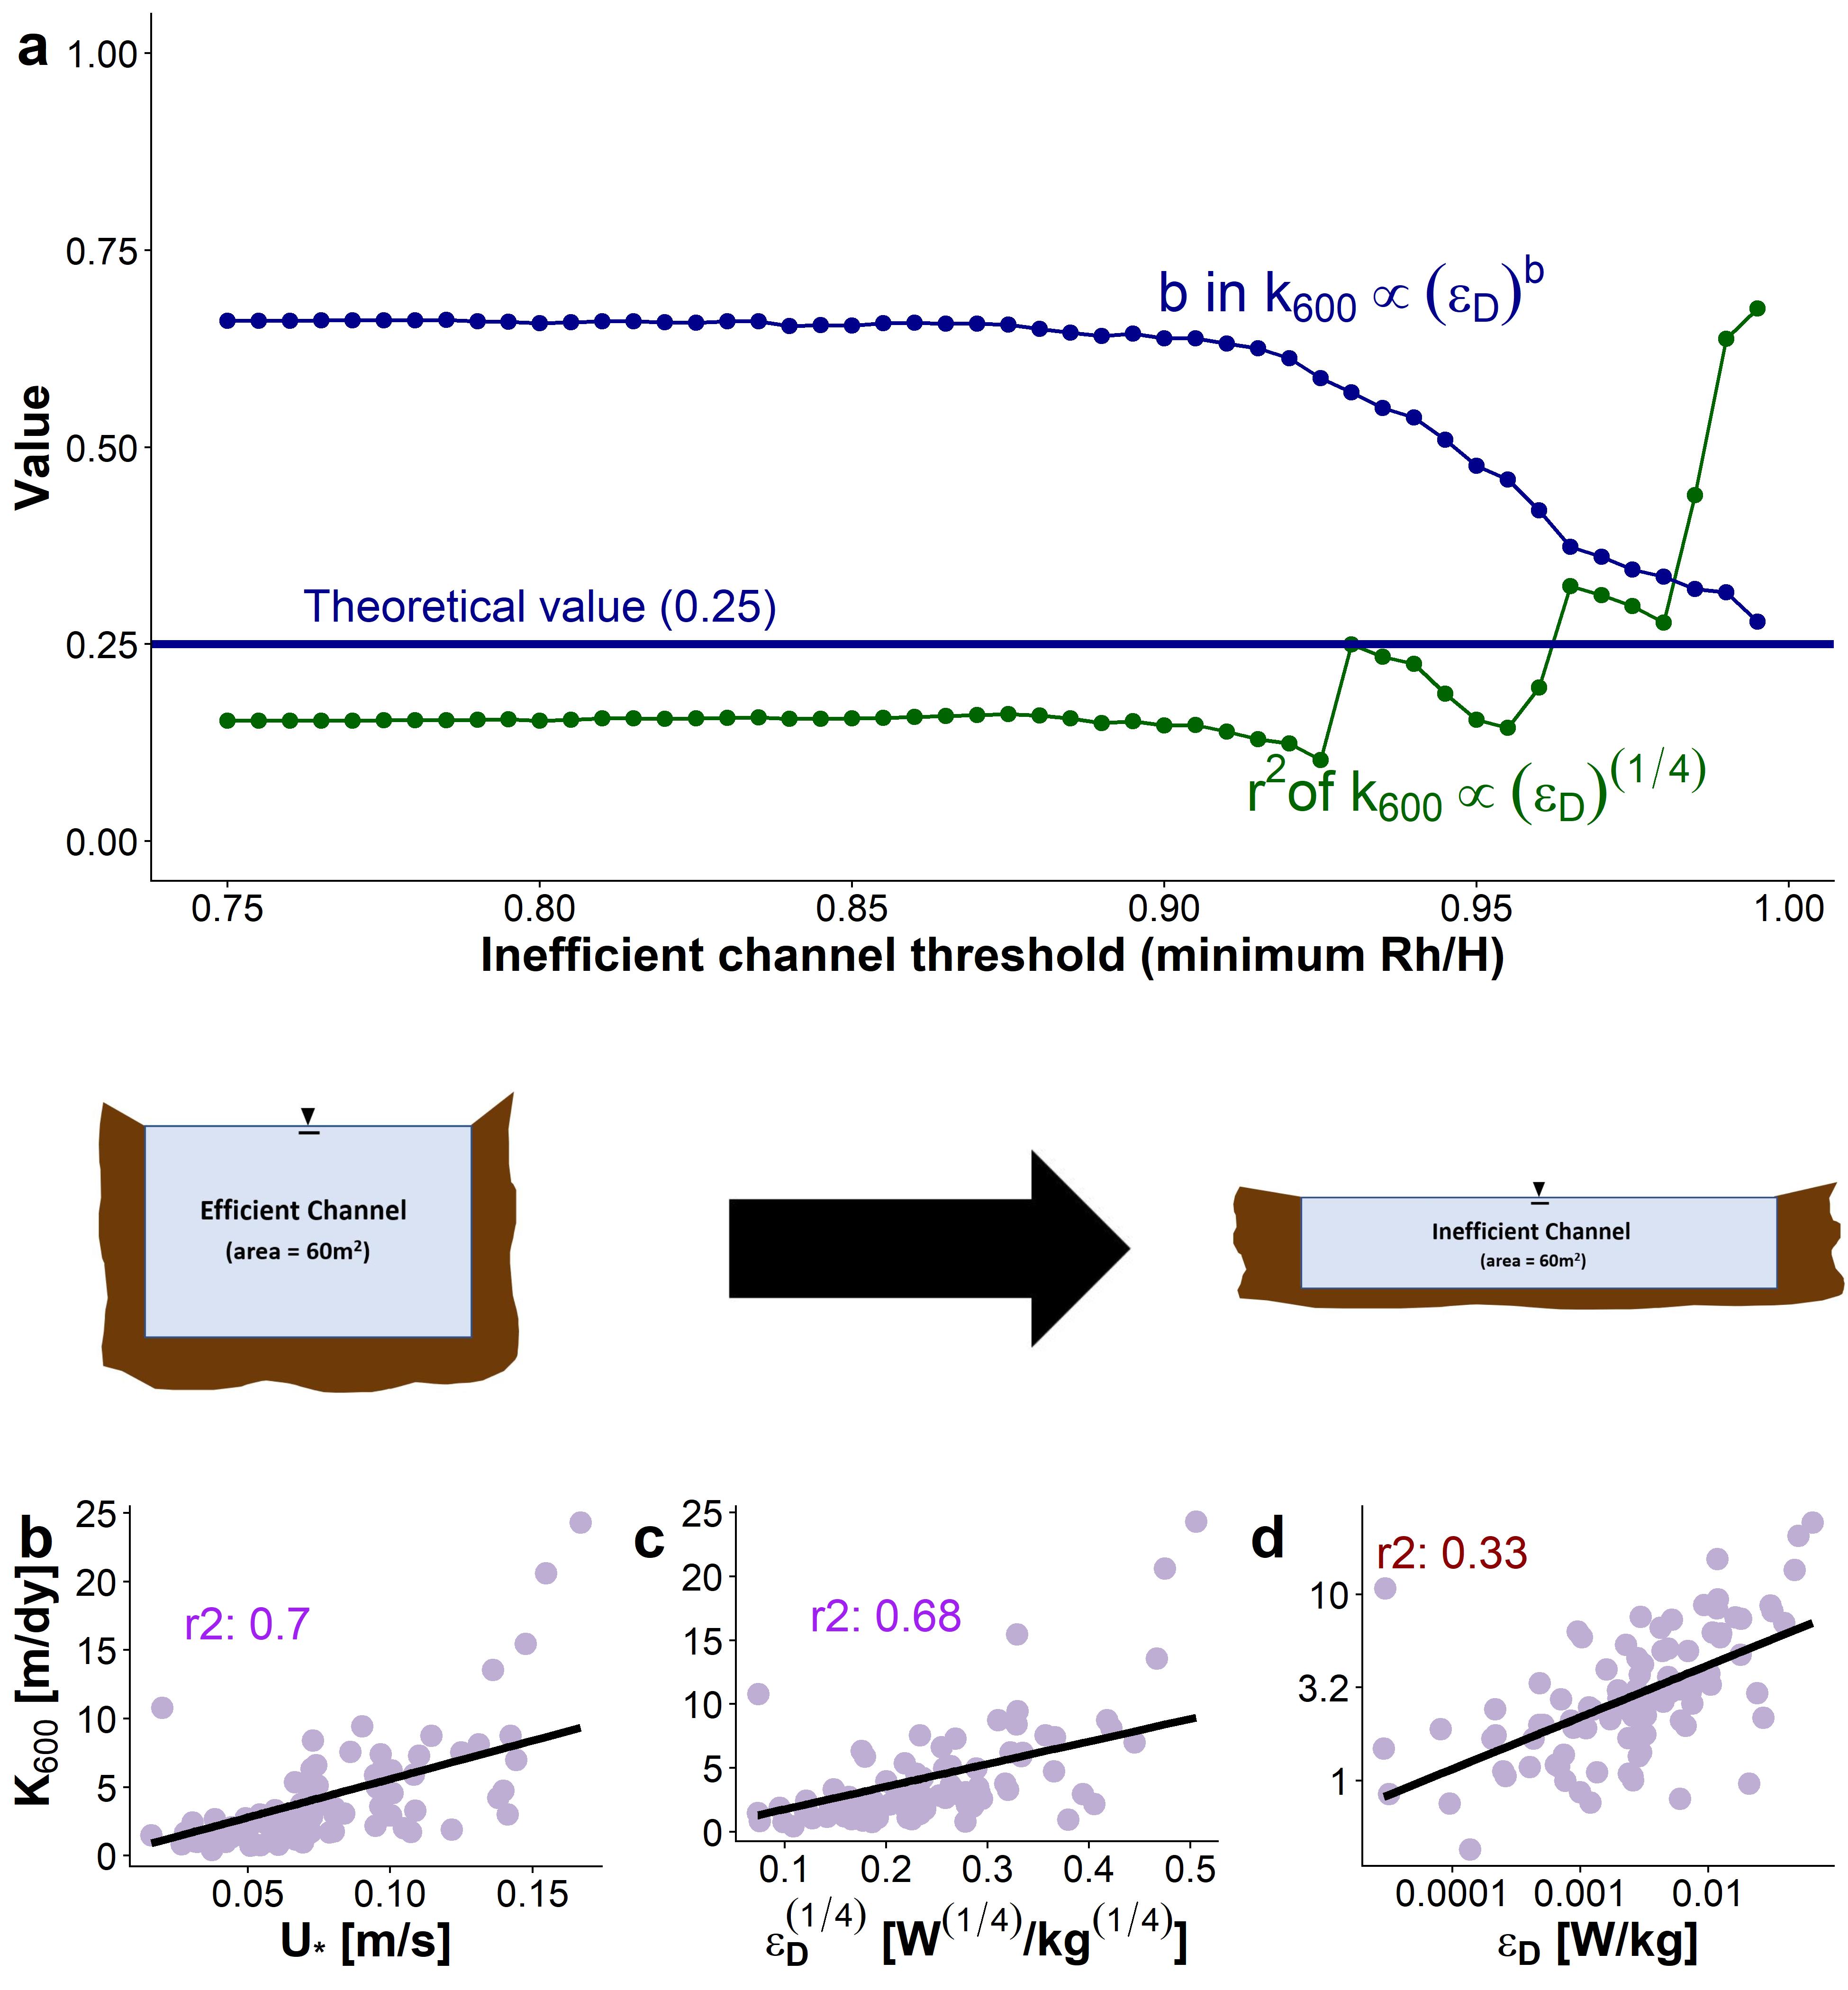 a
1.00
0.75
0.50
0.25
0.00
Value
b in k₆₀₀ ∝ (εD)ᵇ
Theoretical value (0.25)
r² of k₆₀₀ ∝ (εD)⁽¹/⁴⁾
0.75 0.80 0.85 0.90 0.95 1.00
Inefficient channel threshold (minimum Rh/H)
Efficient Channel
(area = 60m²)
Inefficient Channel
(area = 60m²)
b
25
20
15
10
5
0
K₆₀₀ [m/dy]
r2: 0.7
0.05 0.10 0.15
U* [m/s]
c
25
20
15
10
5
0
r2: 0.68
0.1 0.2 0.3 0.4 0.5
εD⁽¹/⁴⁾ [W⁽¹/⁴⁾/kg⁽¹/⁴⁾]
d
r2: 0.33
10
3.2
1
0.0001 0.001 0.01
εD [W/kg]